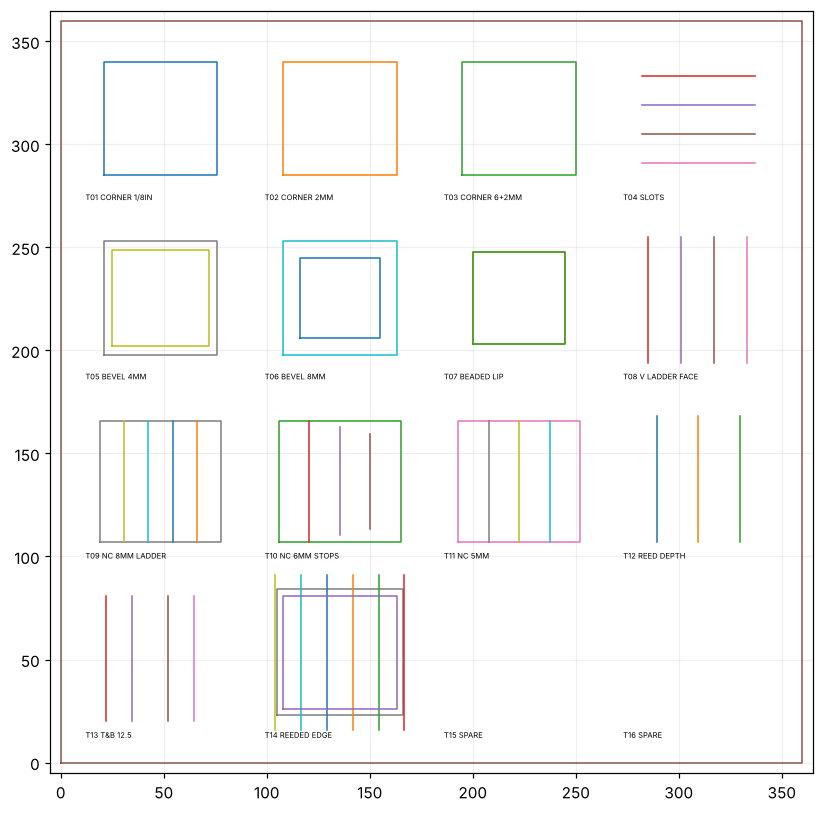 350
T01 CORNER 1/8IN T02 CORNER 2MM T03 CORNER 6+2MM T04 SLOTS
300
250
T05 BEVEL 4MM T06 BEVEL 8MM T07 BEADED LIP T08 V LADDER FACE
200
150
T09 NC 8MM LADDER T10 NC 6MM STOPS T11 NC 5MM T12 REED DEPTH
100
50
T13 T&B 12.5 T14 REEDED EDGE T15 SPARE T16 SPARE
0
0 50 100 150 200 250 300 350